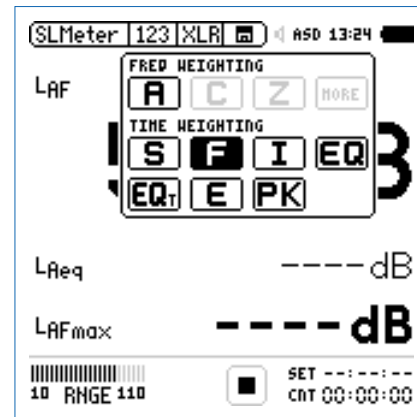 SLMeter 123 XLR ASD 13:24
LAF
FREQ WEIGHTING
A C Z MORE
TIME WEIGHTING
S F I EQ
EQT E PK
LAeq ----dB
LAFmax ----dB
SET --:--:--
10 RNGE 110 CNT 00:00:00